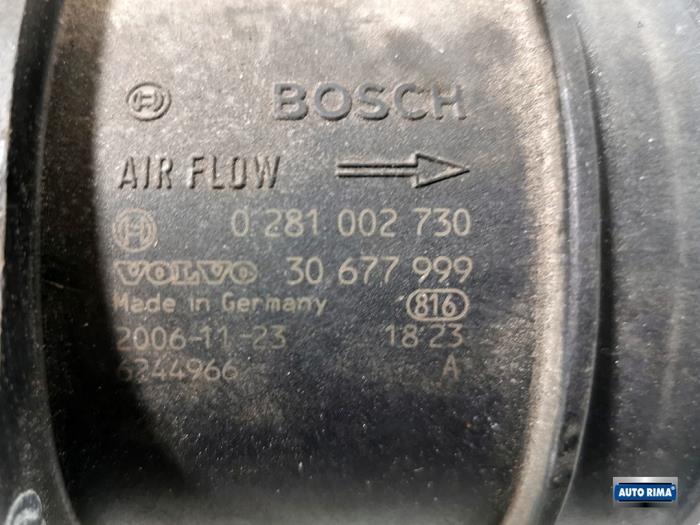 BOSCH
AIR FLOW
0 281 002 730
VOLVO 30 677 999
Made in Germany 816
2006-11-23 18:23
6244966 A
AUTO RIMA